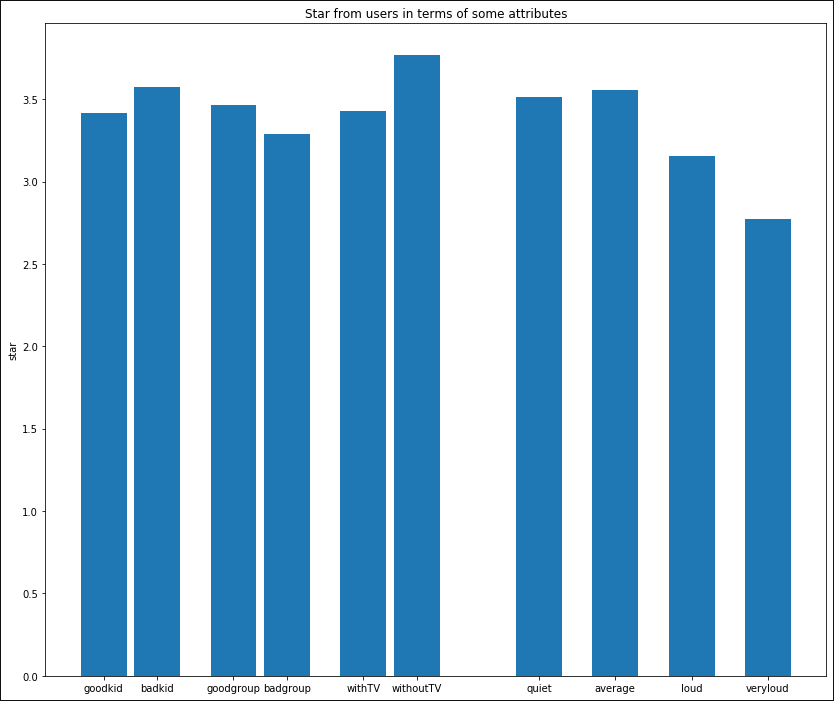 Star from users in terms of some attributes
star
3.5
3.0
2.5
2.0
1.5
1.0
0.5
0.0
goodkid badkid goodgroup badgroup withTV withoutTV quiet average loud veryloud